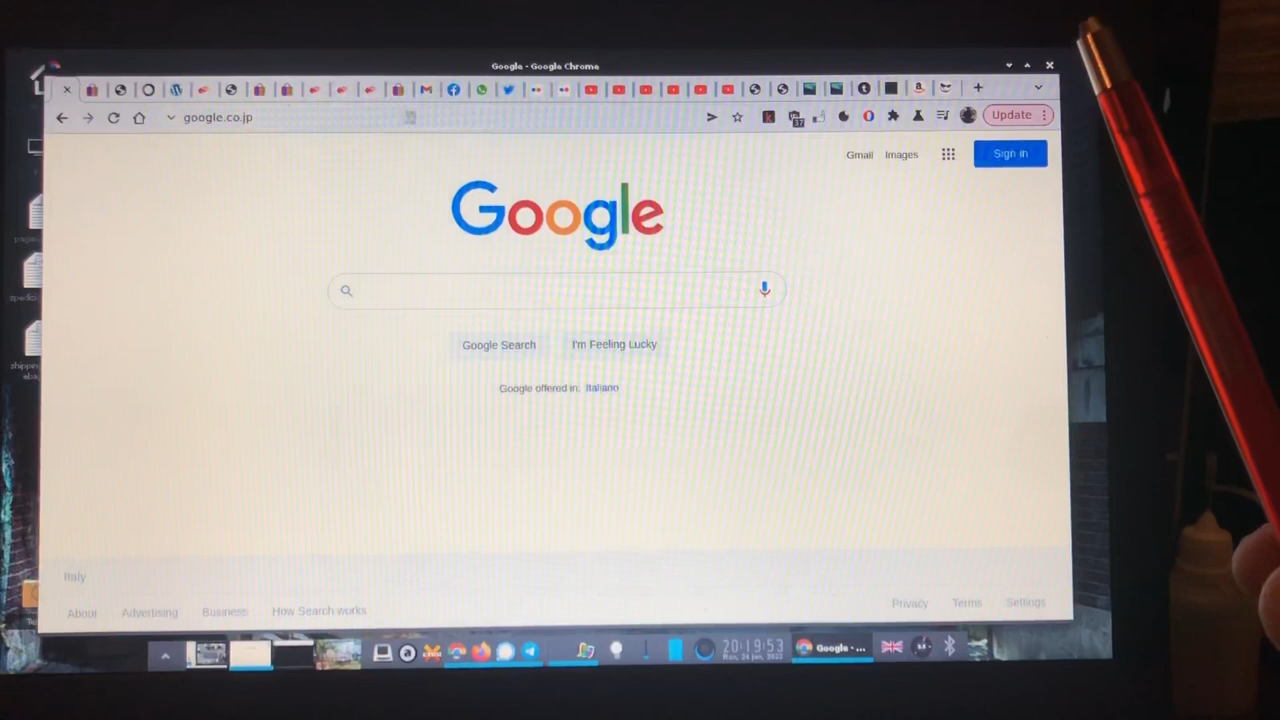 Google - Google Chrome
google.co.jp
37
Update
Gmail
Images
Sign in
Google
Google Search
I'm Feeling Lucky
Google offered in: Italiano
Italy
About
Advertising
Business
How Search works
Privacy
Terms
Settings
20:19:53
Google - ...